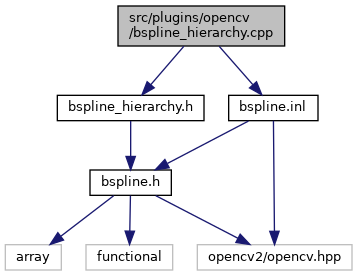 src/plugins/opencv
/bspline_hierarchy.cpp
bspline_hierarchy.h
bspline.inl
bspline.h
array
functional
opencv2/opencv.hpp